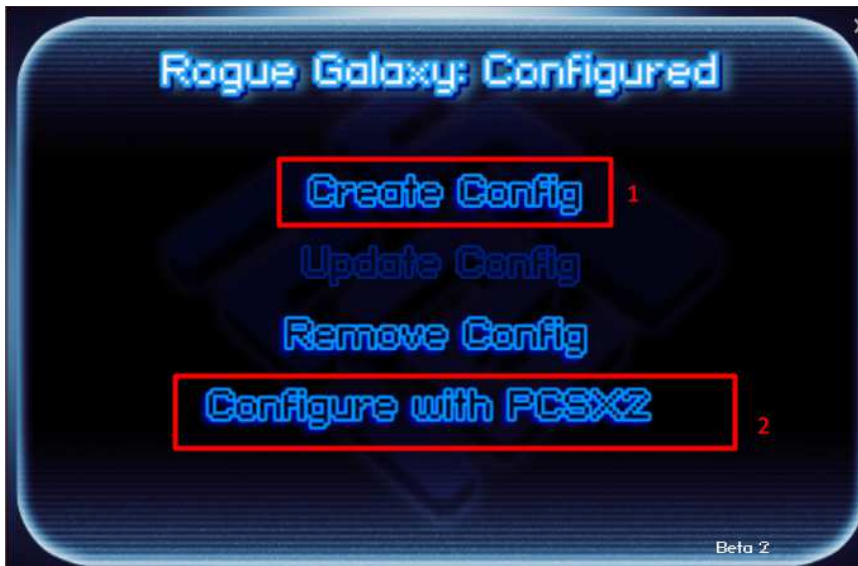 Rogue Galaxy: Configured
Create Config 1
Update Config
Remove Config
Configure with PCSX2 2
Beta 2